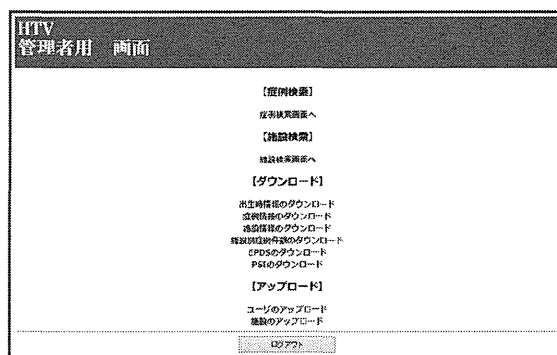 HTV
管理者用　画面
【症例検索】
症例検索画面へ
【施設検索】
施設検索画面へ
【ダウンロード】
出生時情報のダウンロード
症例情報のダウンロード
施設情報のダウンロード
施設別症例件数のダウンロード
EPDSのダウンロード
PSIのダウンロード
【アップロード】
ユーザのアップロード
施設のアップロード
ログアウト